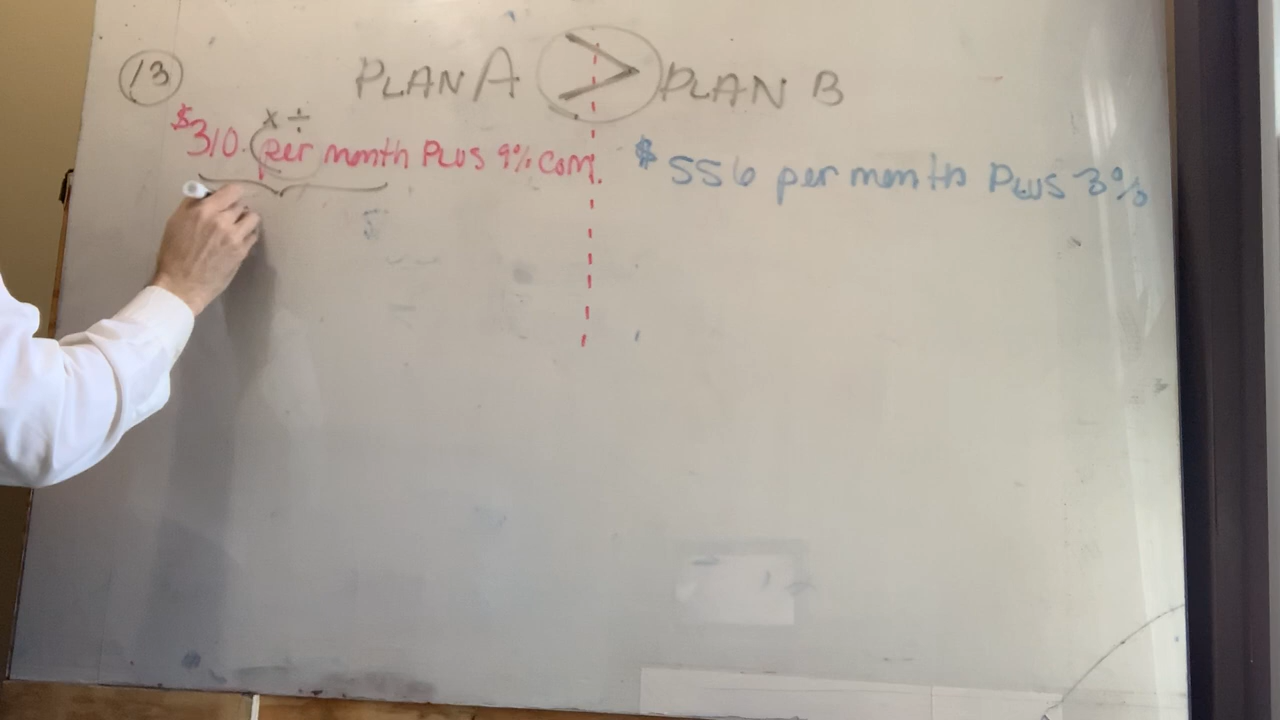 13
PLAN A > PLAN B
x ÷
$310. per month PLUS 9% com.
$556 per month PLUS 3%